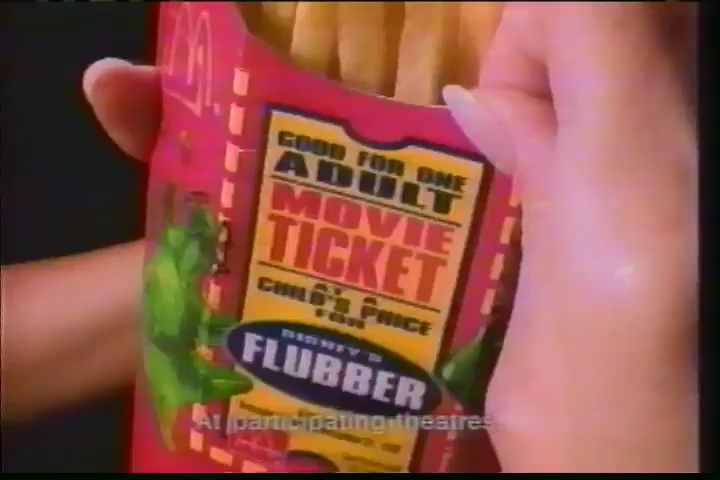 GOOD FOR ONE
ADULT
MOVIE
TICKET
AT A
CHILD'S PRICE
FOR
DISNEY'S
FLUBBER
At participating theatres